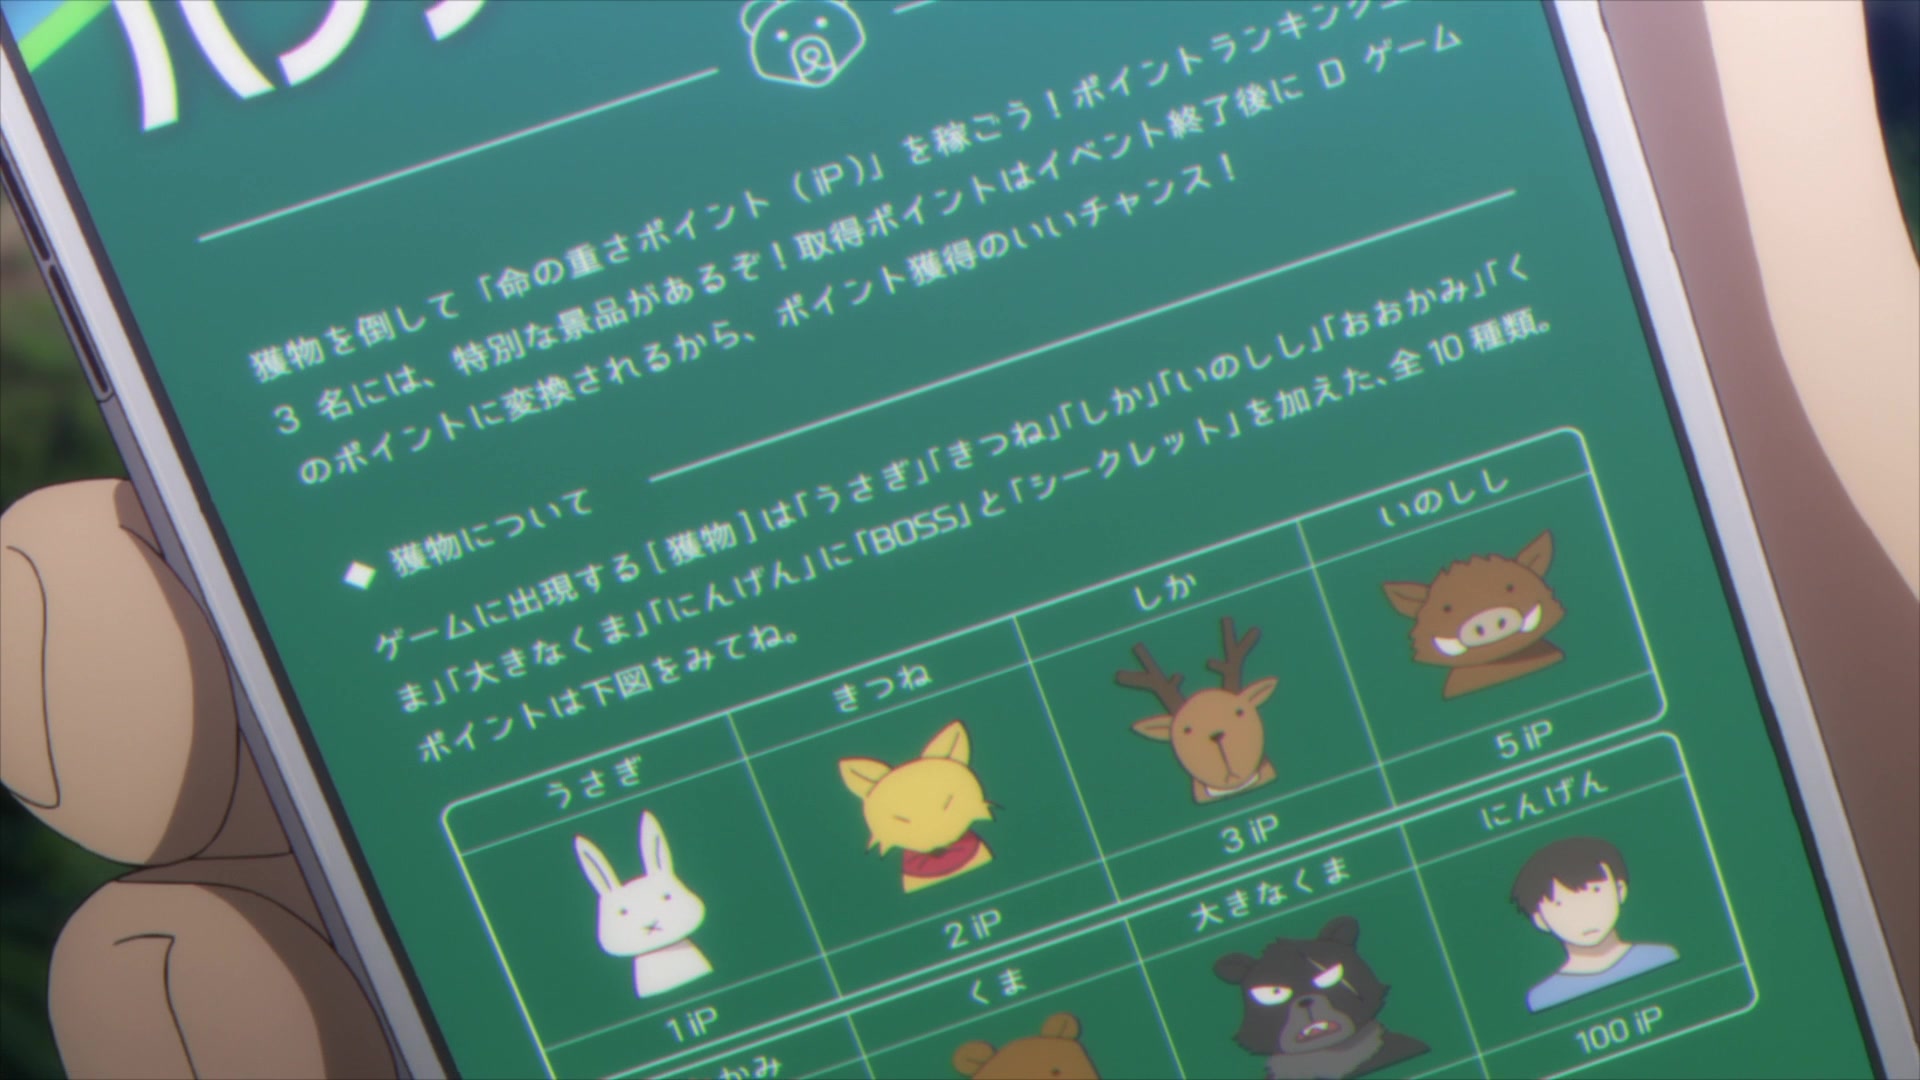 獲物を倒して「命の重さポイント（iP）」を稼ごう！ポイントランキング
3 名には、特別な景品があるぞ！取得ポイントはイベント終了後に D ゲーム
のポイントに変換されるから、ポイント獲得のいいチャンス！
◆ 獲物について
ゲームに出現する[獲物]は「うさぎ」「きつね」「しか」「いのしし」「おおかみ」「く
ま」「大きなくま」「にんげん」に「BOSS」と「シークレット」を加えた、全 10 種類。
ポイントは下図をみてね。
うさぎ
きつね
しか
いのしし
1 iP
2 iP
3 iP
5 iP
かみ
くま
大きなくま
にんげん
100 iP